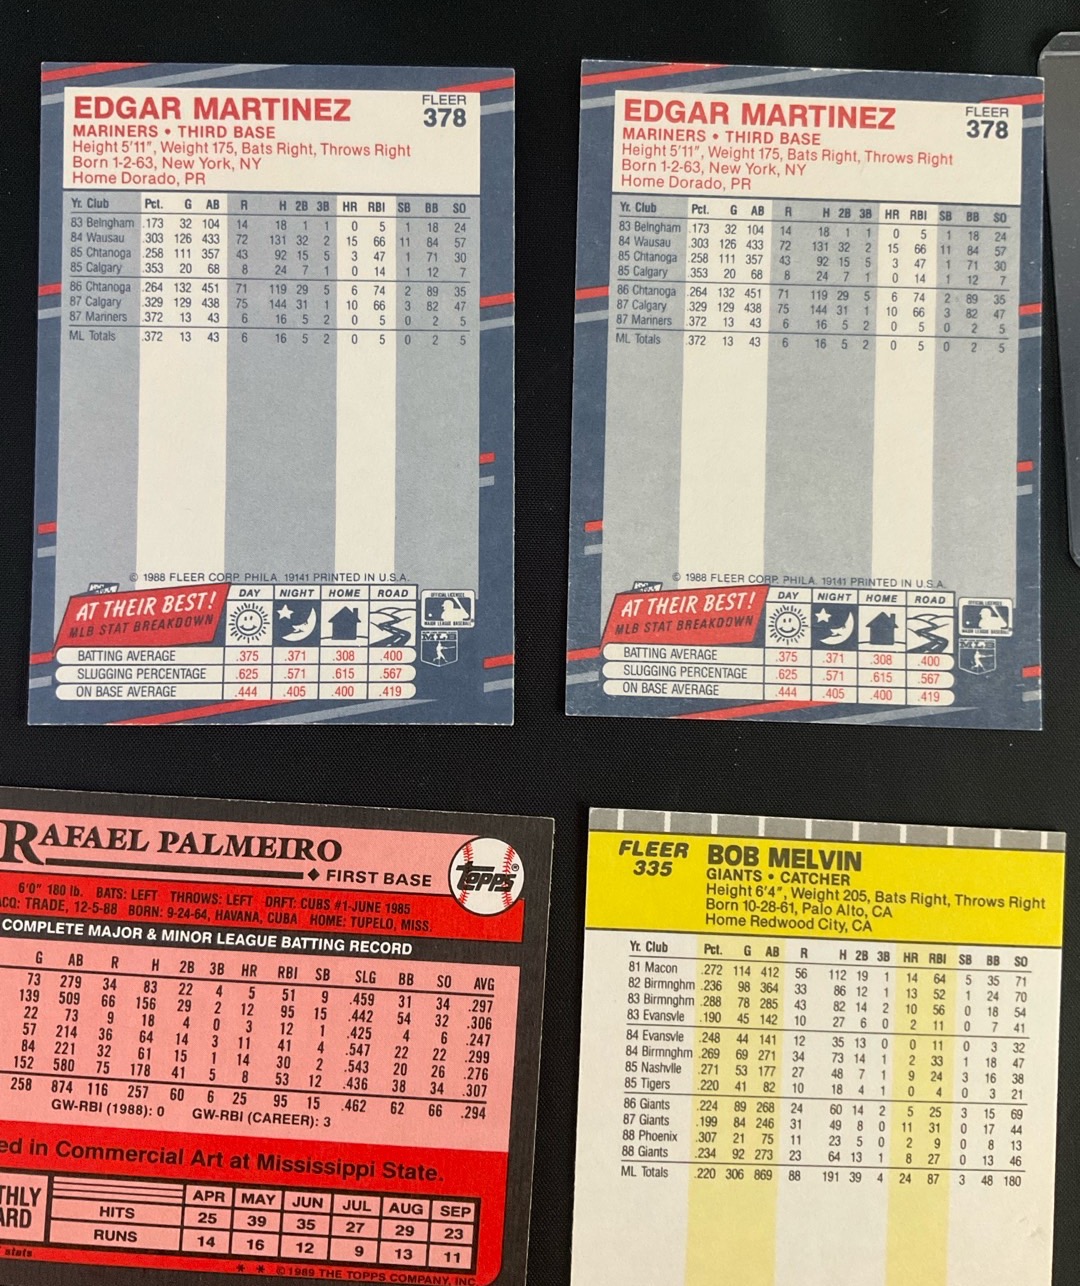 EDGAR MARTINEZ
FLEER
378
MARINERS • THIRD BASE
Height 5'11", Weight 175, Bats Right, Throws Right
Born 1-2-63, New York, NY
Home Dorado, PR
Yr. Club Pct. G AB R H 2B 3B HR RBI SB BB SO
83 Belngham .173 32 104 14 18 1 1 0 5 1 18 24
84 Wausau .303 126 433 72 131 32 2 15 66 11 84 57
85 Chtanoga .258 111 357 43 92 15 5 3 47 1 71 30
85 Calgary .353 20 68 8 24 7 1 0 14 1 12 7
86 Chtanoga .264 132 451 71 119 29 5 6 74 2 89 35
87 Calgary .329 129 438 75 144 31 1 10 66 3 82 47
87 Mariners .372 13 43 6 16 5 2 0 5 0 2 5
ML Totals .372 13 43 6 16 5 2 0 5 0 2 5
© 1988 FLEER CORP. PHILA. 19141 PRINTED IN U.S.A.
AT THEIR BEST!
MLB STAT BREAKDOWN
DAY NIGHT HOME ROAD
BATTING AVERAGE .375 .371 .308 .400
SLUGGING PERCENTAGE .625 .571 .615 .567
ON BASE AVERAGE .444 .405 .400 .419
MLB
EDGAR MARTINEZ
FLEER
378
MARINERS • THIRD BASE
Height 5'11", Weight 175, Bats Right, Throws Right
Born 1-2-63, New York, NY
Home Dorado, PR
Yr. Club Pct. G AB R H 2B 3B HR RBI SB BB SO
83 Belngham .173 32 104 14 18 1 1 0 5 1 18 24
84 Wausau .303 126 433 72 131 32 2 15 66 11 84 57
85 Chtanoga .258 111 357 43 92 15 5 3 47 1 71 30
85 Calgary .353 20 68 8 24 7 1 0 14 1 12 7
86 Chtanoga .264 132 451 71 119 29 5 6 74 2 89 35
87 Calgary .329 129 438 75 144 31 1 10 66 3 82 47
87 Mariners .372 13 43 6 16 5 2 0 5 0 2 5
ML Totals .372 13 43 6 16 5 2 0 5 0 2 5
© 1988 FLEER CORP. PHILA. 19141 PRINTED IN U.S.A.
AT THEIR BEST!
MLB STAT BREAKDOWN
DAY NIGHT HOME ROAD
BATTING AVERAGE .375 .371 .308 .400
SLUGGING PERCENTAGE .625 .571 .615 .567
ON BASE AVERAGE .444 .405 .400 .419
MLB
RAFAEL PALMEIRO
♦ FIRST BASE
TOPPS
6'0" 180 lb. BATS: LEFT THROWS: LEFT DRFT: CUBS #1-JUNE 1985
ACQ: TRADE, 12-5-88 BORN: 9-24-64, HAVANA, CUBA HOME: TUPELO, MISS.
COMPLETE MAJOR & MINOR LEAGUE BATTING RECORD
G AB R H 2B 3B HR RBI SB SLG BB SO AVG
73 279 34 83 22 4 5 51 9 .459 31 34 .297
139 509 66 156 29 2 12 95 15 .442 54 32 .306
22 73 9 18 4 0 3 12 1 .425 4 6 .247
57 214 36 64 14 3 11 41 4 .547 22 22 .299
84 221 32 61 15 1 14 30 2 .543 20 26 .276
152 580 75 178 41 5 8 53 12 .436 38 34 .307
258 874 116 257 60 6 25 95 15 .462 62 66 .294
GW-RBI (1988): 0 GW-RBI (CAREER): 3
ed in Commercial Art at Mississippi State.
THLY
ARD
stats
APR MAY JUN JUL AUG SEP
HITS 25 39 35 27 29 23
RUNS 14 16 12 9 13 11
* * © 1989 THE TOPPS COMPANY, INC
FLEER
335
BOB MELVIN
GIANTS • CATCHER
Height 6'4", Weight 205, Bats Right, Throws Right
Born 10-28-61, Palo Alto, CA
Home Redwood City, CA
Yr. Club Pct. G AB R H 2B 3B HR RBI SB BB SO
81 Macon .272 114 412 56 112 19 1 14 64 5 35 71
82 Birmnghm .236 98 364 33 86 12 1 13 52 1 24 70
83 Birmnghm .288 78 285 43 82 14 2 10 56 0 18 54
83 Evansvle .190 45 142 10 27 6 0 2 11 0 7 41
84 Evansvle .248 44 141 12 35 13 0 0 11 0 3 32
84 Birmnghm .269 69 271 34 73 14 1 2 33 1 18 47
85 Nashvlle .271 53 177 27 48 7 1 9 24 3 16 38
85 Tigers .220 41 82 10 18 4 1 0 4 0 3 21
86 Giants .224 89 268 24 60 14 2 5 25 3 15 69
87 Giants .199 84 246 31 49 8 0 11 31 0 17 44
88 Phoenix .307 21 75 11 23 5 0 2 9 0 8 13
88 Giants .234 92 273 23 64 13 1 8 27 0 13 46
ML Totals .220 306 869 88 191 39 4 24 87 3 48 180